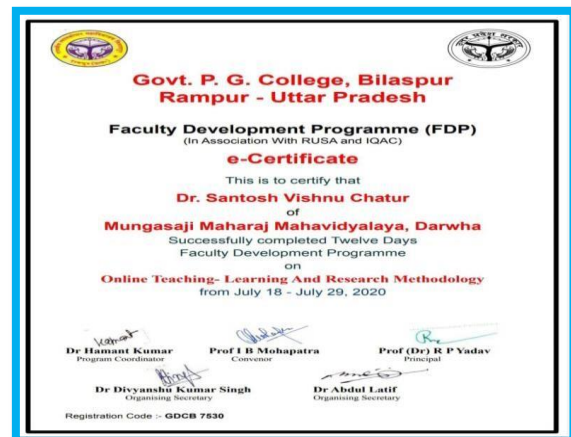 Govt. P. G. College, Bilaspur
Rampur - Uttar Pradesh
Faculty Development Programme (FDP)
(In Association With RUSA and IQAC)
e-Certificate
This is to certify that
Dr. Santosh Vishnu Chatur
of
Mungasaji Maharaj Mahavidyalaya, Darwha
Successfully completed Twelve Days
Faculty Development Programme
on
Online Teaching- Learning And Research Methodology
from July 18 - July 29, 2020
Dr Hamant Kumar
Program Coordinator
Prof I B Mohapatra
Convenor
Prof (Dr) R P Yadav
Principal
Dr Divyanshu Kumar Singh
Organising Secretary
Dr Abdul Latif
Organising Secretary
Registration Code :- GDCB 7530